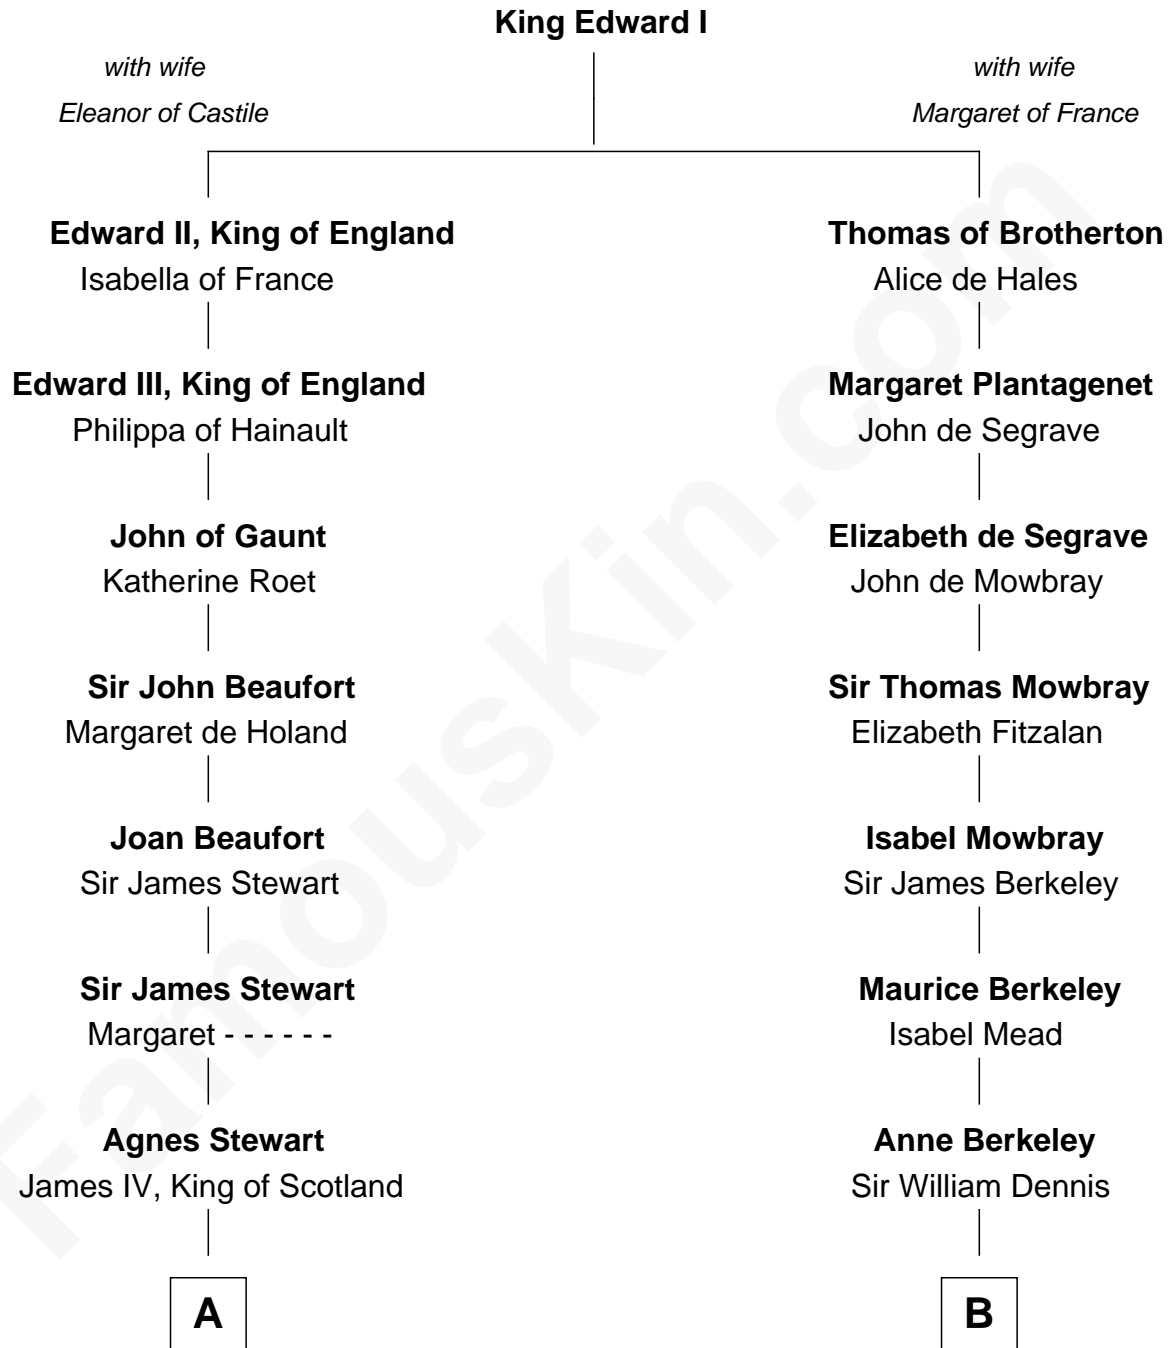 King Edward I
with wife
Eleanor of Castile
with wife
Margaret of France
Edward II, King of England
Isabella of France
Thomas of Brotherton
Alice de Hales
Edward III, King of England
Philippa of Hainault
Margaret Plantagenet
John de Segrave
John of Gaunt
Katherine Roet
Elizabeth de Segrave
John de Mowbray
Sir John Beaufort
Margaret de Holand
Sir Thomas Mowbray
Elizabeth Fitzalan
Joan Beaufort
Sir James Stewart
Isabel Mowbray
Sir James Berkeley
Sir James Stewart
Margaret - - - - - -
Maurice Berkeley
Isabel Mead
Agnes Stewart
James IV, King of Scotland
Anne Berkeley
Sir William Dennis
A
B
FamousKin.com